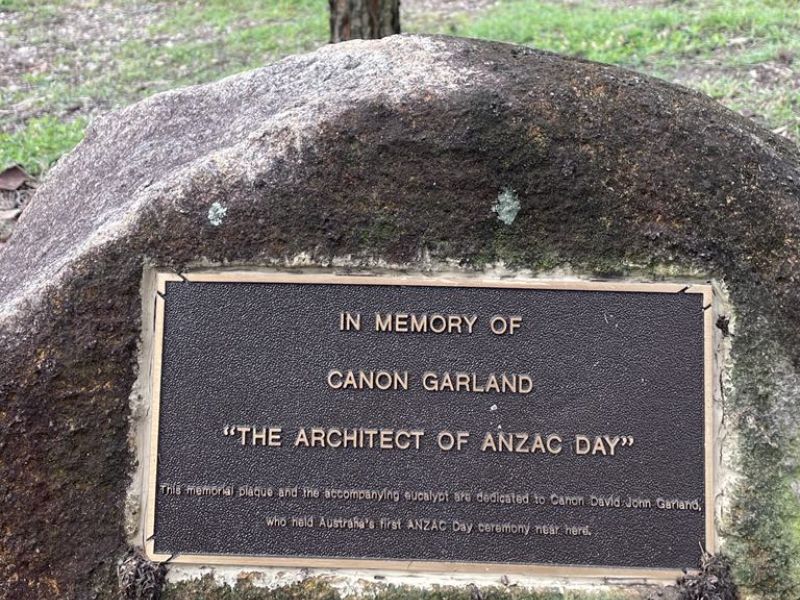 IN MEMORY OF
CANON GARLAND
“THE ARCHITECT OF ANZAC DAY”
This memorial plaque and the accompanying eucalypt are dedicated to Canon David John Garland,
who held Australia's first ANZAC Day ceremony near here.